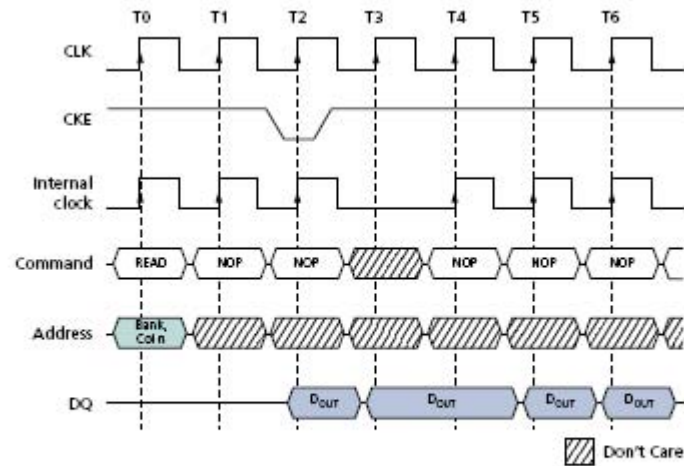 T0 T1 T2 T3 T4 T5 T6
CLK
CKE
Internal
clock
Command READ NOP NOP NOP NOP NOP
Address Bank,
Col n
DQ DOUT DOUT DOUT DOUT
Don't Care